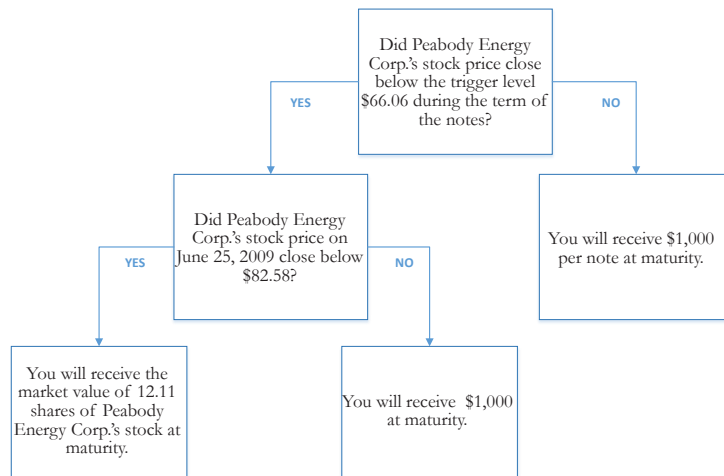 Did Peabody Energy
Corp.'s stock price close
below the trigger level
$66.06 during the term of
the notes?
YES
NO
Did Peabody Energy
Corp.'s stock price on
June 25, 2009 close below
$82.58?
You will receive $1,000
per note at maturity.
YES
NO
You will receive the
market value of 12.11
shares of Peabody
Energy Corp.'s stock at
maturity.
You will receive $1,000
at maturity.